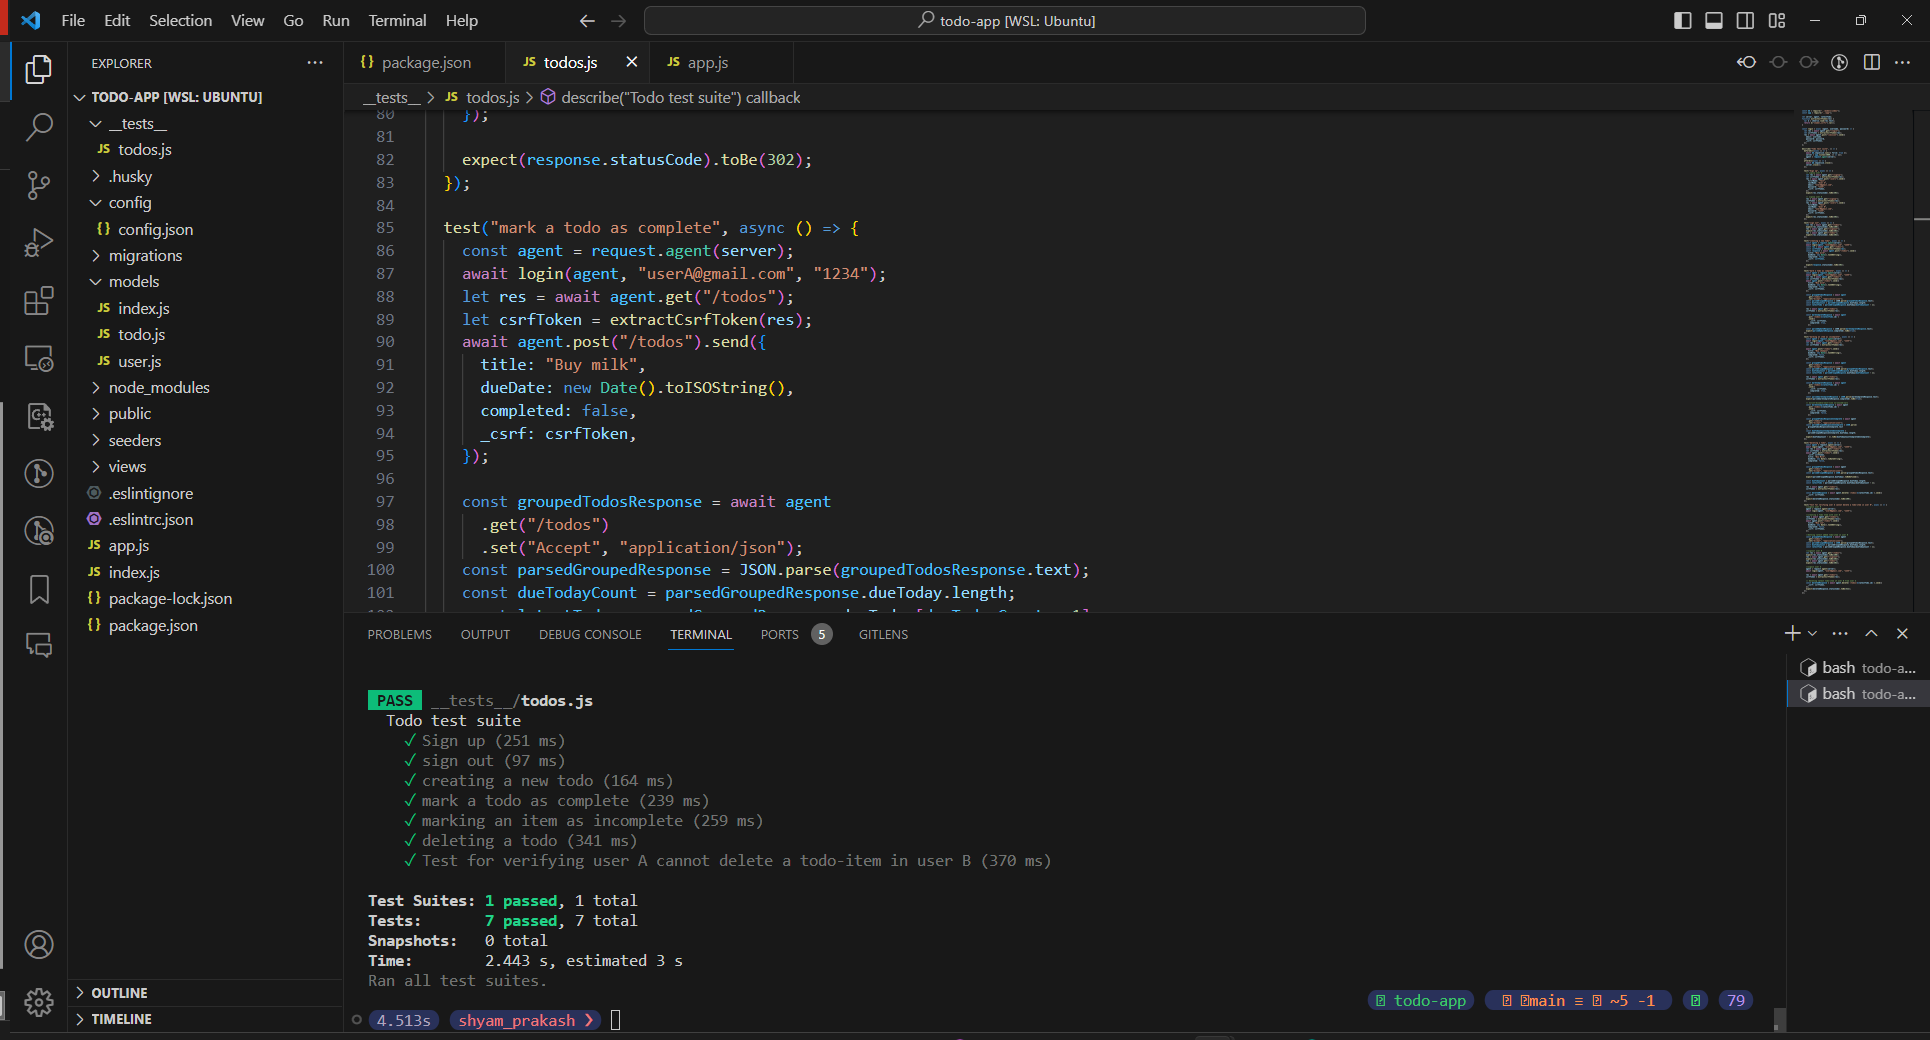 File Edit Selection View Go Run Terminal Help
todo-app [WSL: Ubuntu]
EXPLORER
TODO-APP [WSL: UBUNTU]
__tests__
JS todos.js
.husky
config
{} config.json
migrations
models
JS index.js
JS todo.js
JS user.js
node_modules
public
seeders
views
.eslintignore
.eslintrc.json
JS app.js
JS index.js
{} package-lock.json
{} package.json
OUTLINE
TIMELINE
{} package.json
JS todos.js
JS app.js
__tests__ > JS todos.js > describe("Todo test suite") callback
80 });
81
82 expect(response.statusCode).toBe(302);
83 });
84
85 test("mark a todo as complete", async () => {
86 const agent = request.agent(server);
87 await login(agent, "userA@gmail.com", "1234");
88 let res = await agent.get("/todos");
89 let csrfToken = extractCsrfToken(res);
90 await agent.post("/todos").send({
91 title: "Buy milk",
92 dueDate: new Date().toISOString(),
93 completed: false,
94 _csrf: csrfToken,
95 });
96
97 const groupedTodosResponse = await agent
98 .get("/todos")
99 .set("Accept", "application/json");
100 const parsedGroupedResponse = JSON.parse(groupedTodosResponse.text);
101 const dueTodayCount = parsedGroupedResponse.dueToday.length;
PROBLEMS OUTPUT DEBUG CONSOLE TERMINAL PORTS 5 GITLENS
PASS __tests__/todos.js
Todo test suite
✓ Sign up (251 ms)
✓ sign out (97 ms)
✓ creating a new todo (164 ms)
✓ mark a todo as complete (239 ms)
✓ marking an item as incomplete (259 ms)
✓ deleting a todo (341 ms)
✓ Test for verifying user A cannot delete a todo-item in user B (370 ms)
Test Suites: 1 passed, 1 total
Tests: 7 passed, 7 total
Snapshots: 0 total
Time: 2.443 s, estimated 3 s
Ran all test suites.
todo-app main ≡ ~5 -1 79
4.513s shyam_prakash
bash todo-a...
bash todo-a...